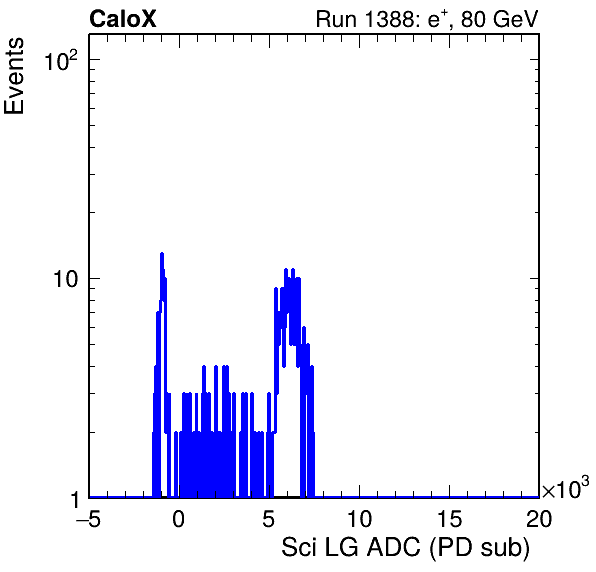 CaloX Run 1388: e⁺, 80 GeV
Events
10²
10
1
−5 0 5 10 15 20
×10³
Sci LG ADC (PD sub)